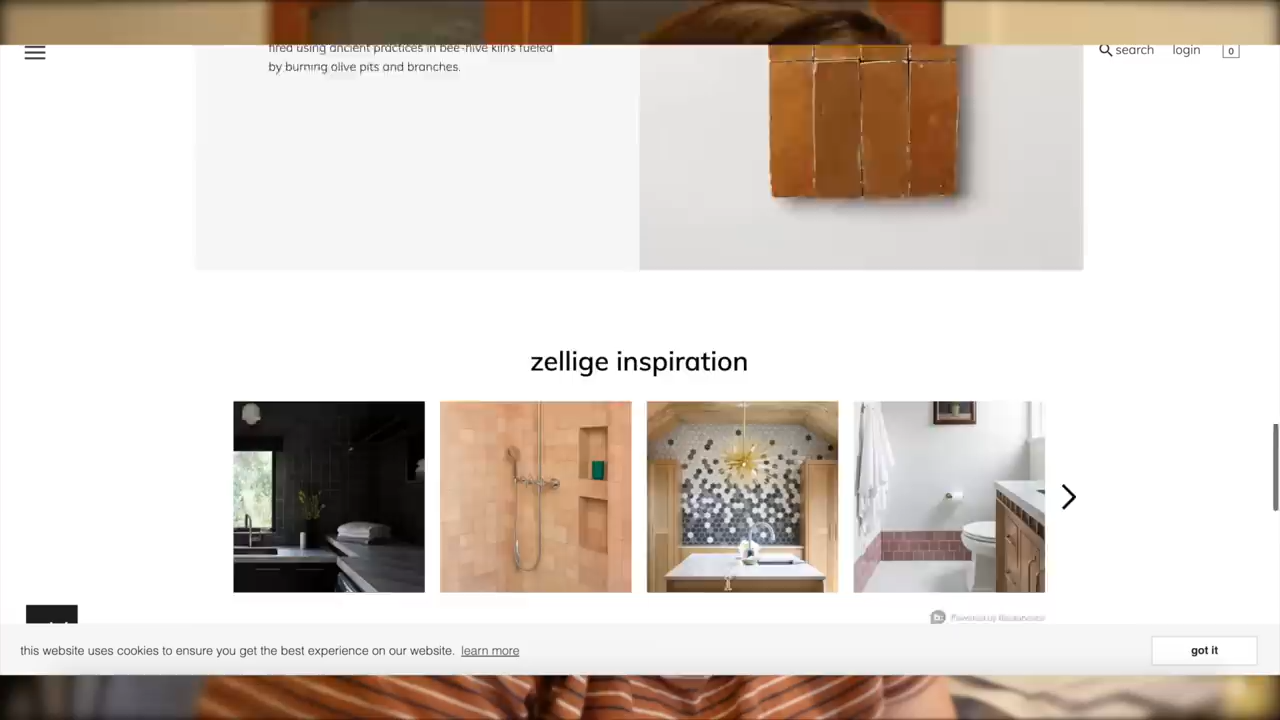 fired using ancient practices in bee-hive kilns fueled
by burning olive pits and branches.
search
login
0
zellige inspiration
this website uses cookies to ensure you get the best experience on our website. learn more
got it